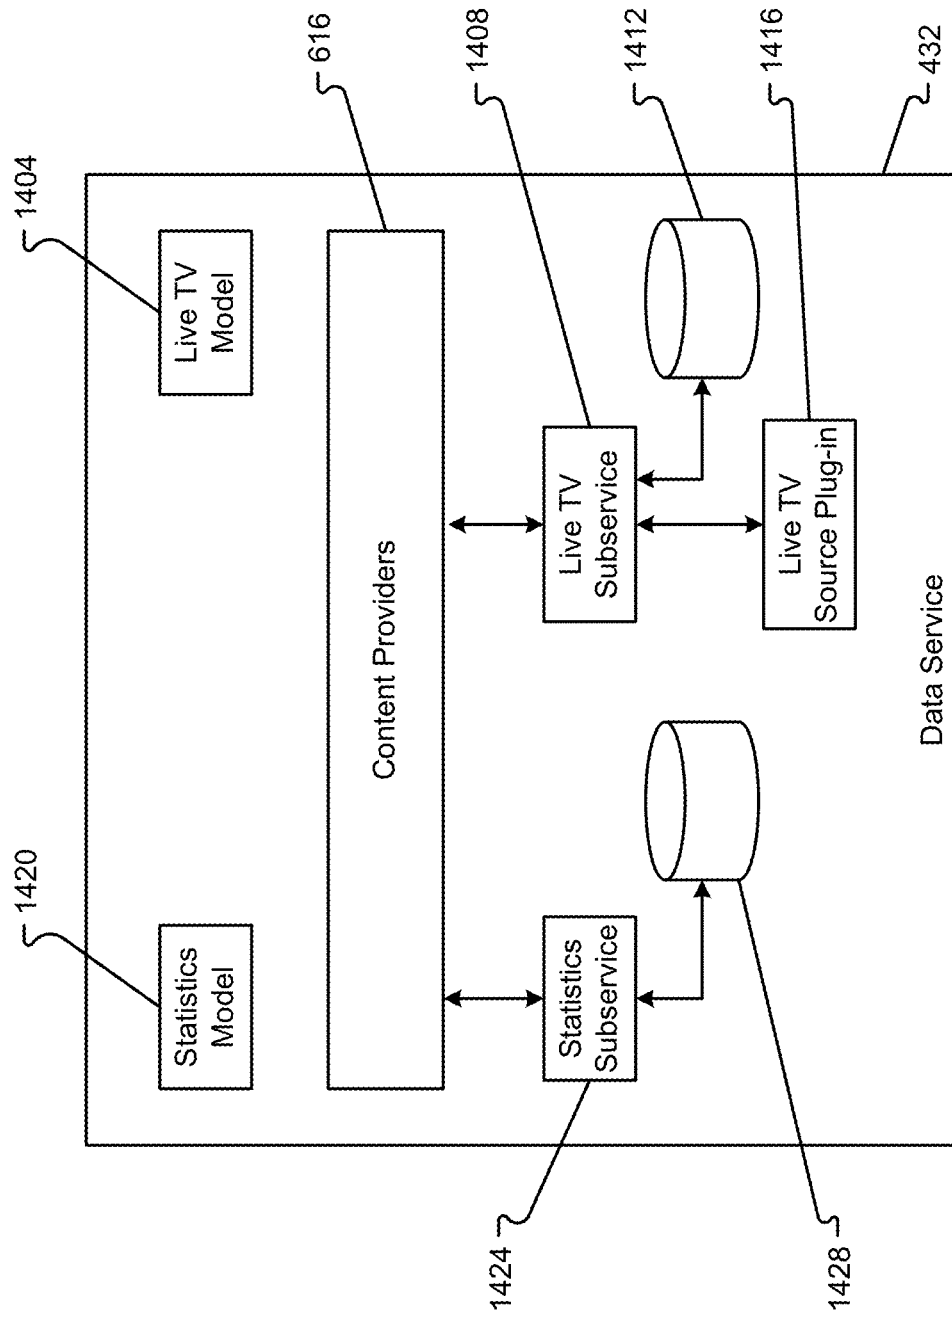 1420
1404
Statistics
Model
Live TV
Model
616
Content Providers
1408
1424
Statistics
Subservice
Live TV
Subservice
1412
1428
Live TV
Source Plug-in
1416
Data Service
432